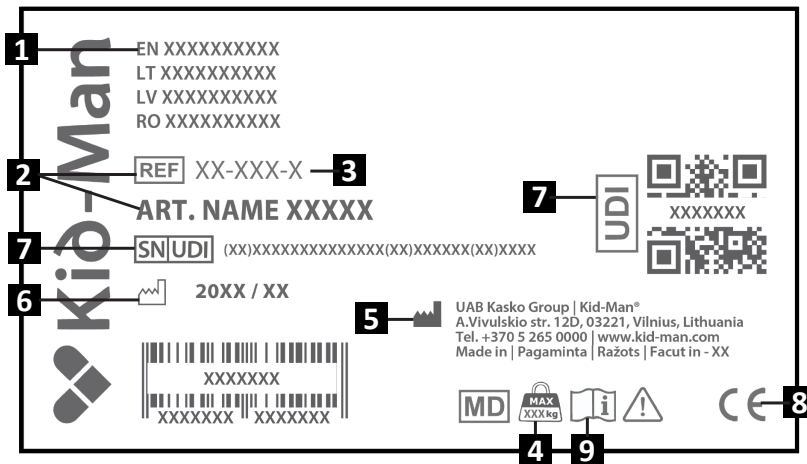 1
EN XXXXXXXXXX
LT XXXXXXXXXX
LV XXXXXXXXXX
RO XXXXXXXXXX
Kið-Man
2
REF XX-XXX-X 3
ART. NAME XXXXX
7
SN UDI (XX)XXXXXXXXXXXXXX(XX)XXXXXX(XX)XXXX
6
20XX / XX
XXXXXXX
XXXXXXX XXXXXXX
7
UDI
XXXXXXX
5
UAB Kasko Group | Kid-Man®
A.Vivulskio str. 12D, 03221, Vilnius, Lithuania
Tel. +370 5 265 0000 | www.kid-man.com
Made in | Pagaminta | Ražots | Facut in - XX
MD
MAX
XXX kg
i
CE
8
4
9